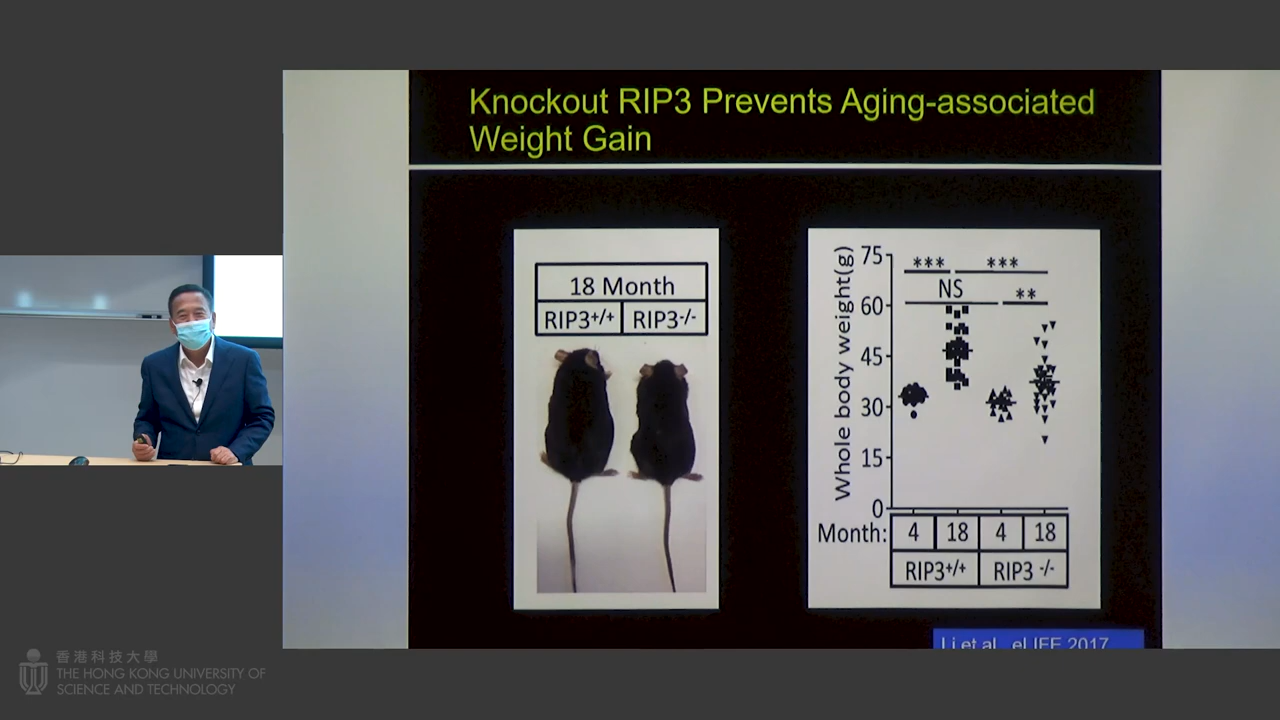 Knockout RIP3 Prevents Aging-associated
Weight Gain
18 Month
RIP3+/+ RIP3-/-
Whole body weight(g)
75
60
45
30
15
0
*** ***
NS **
Month: 4 18 4 18
RIP3+/+ RIP3 -/-
Li et al., eLIFE 2017
香港科技大學
THE HONG KONG UNIVERSITY OF
SCIENCE AND TECHNOLOGY